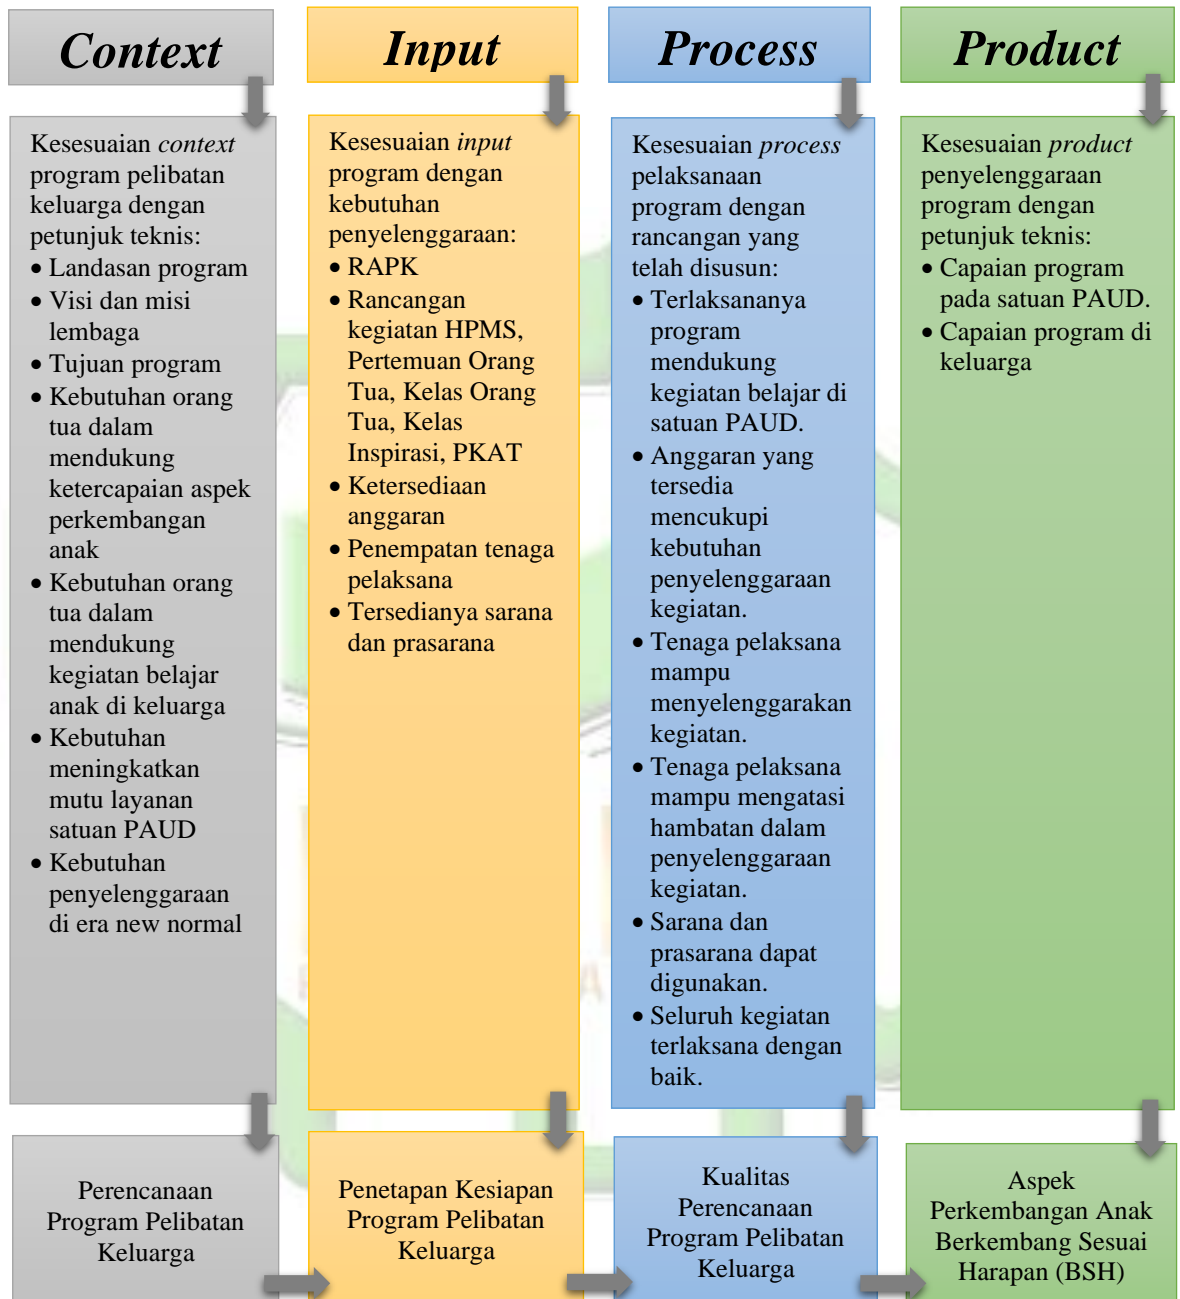 Context
Input
Process
Product
Kesesuaian context
program pelibatan
keluarga dengan
petunjuk teknis:
• Landasan program
• Visi dan misi
lembaga
• Tujuan program
• Kebutuhan orang
tua dalam
mendukung
ketercapaian aspek
perkembangan
anak
• Kebutuhan orang
tua dalam
mendukung
kegiatan belajar
anak di keluarga
• Kebutuhan
meningkatkan
mutu layanan
satuan PAUD
• Kebutuhan
penyelenggaraan
di era new normal
Kesesuaian input
program dengan
kebutuhan
penyelenggaraan:
• RAPK
• Rancangan
kegiatan HPMS,
Pertemuan Orang
Tua, Kelas Orang
Tua, Kelas
Inspirasi, PKAT
• Ketersediaan
anggaran
• Penempatan tenaga
pelaksana
• Tersedianya sarana
dan prasarana
Kesesuaian process
pelaksanaan
program dengan
rancangan yang
telah disusun:
• Terlaksananya
program
mendukung
kegiatan belajar di
satuan PAUD.
• Anggaran yang
tersedia
mencukupi
kebutuhan
penyelenggaraan
kegiatan.
• Tenaga pelaksana
mampu
menyelenggarakan
kegiatan.
• Tenaga pelaksana
mampu mengatasi
hambatan dalam
penyelenggaraan
kegiatan.
• Sarana dan
prasarana dapat
digunakan.
• Seluruh kegiatan
terlaksana dengan
baik.
Kesesuaian product
penyelenggaraan
program dengan
petunjuk teknis:
• Capaian program
pada satuan PAUD.
• Capaian program di
keluarga
Perencanaan
Program Pelibatan
Keluarga
Penetapan Kesiapan
Program Pelibatan
Keluarga
Kualitas
Perencanaan
Program Pelibatan
Keluarga
Aspek
Perkembangan Anak
Berkembang Sesuai
Harapan (BSH)